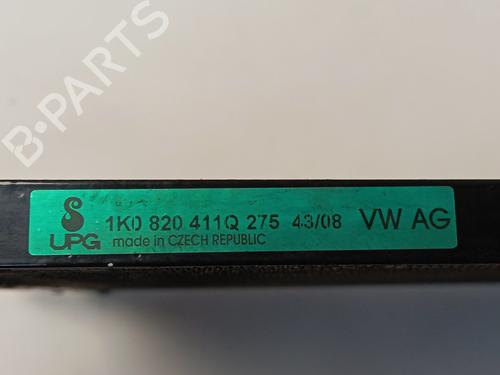 B-PARTS
UPG
1K0 820 411Q 275 43/08 VW AG
made in CZECH REPUBLIC